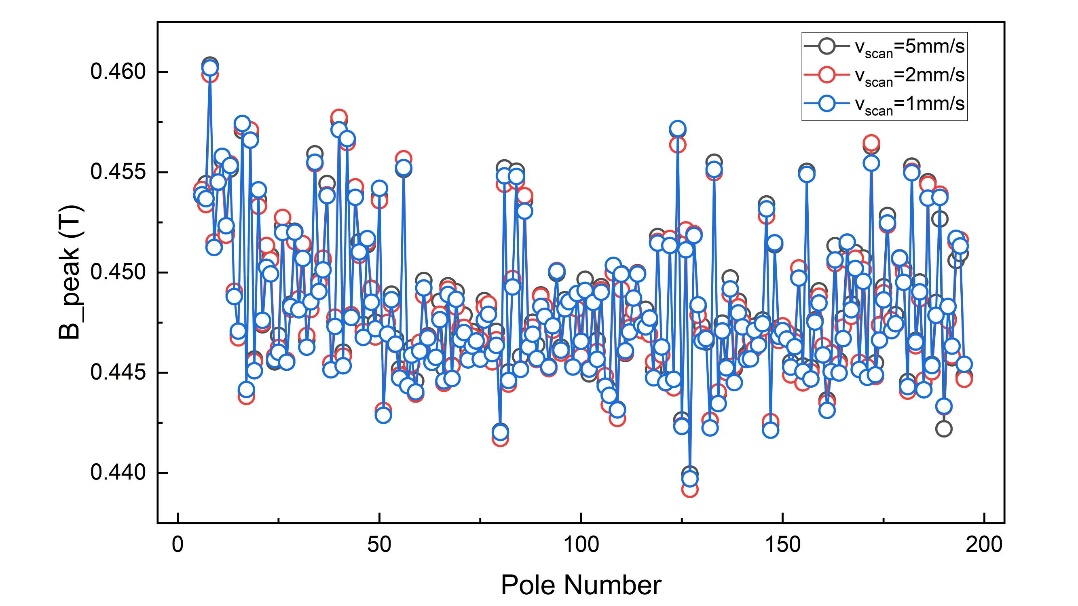 v_scan=5mm/s
v_scan=2mm/s
v_scan=1mm/s
B_peak (T)
0.460
0.455
0.450
0.445
0.440
0 50 100 150 200
Pole Number